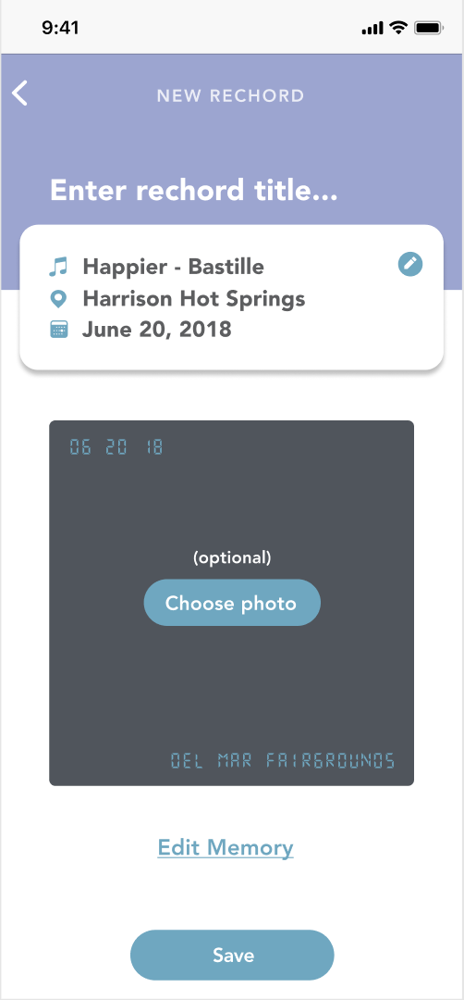 9:41
NEW RECHORD
Enter rechord title...
Happier - Bastille
Harrison Hot Springs
June 20, 2018
06 20 18
(optional)
Choose photo
DEL MAR FAIRGROUNDS
Edit Memory
Save